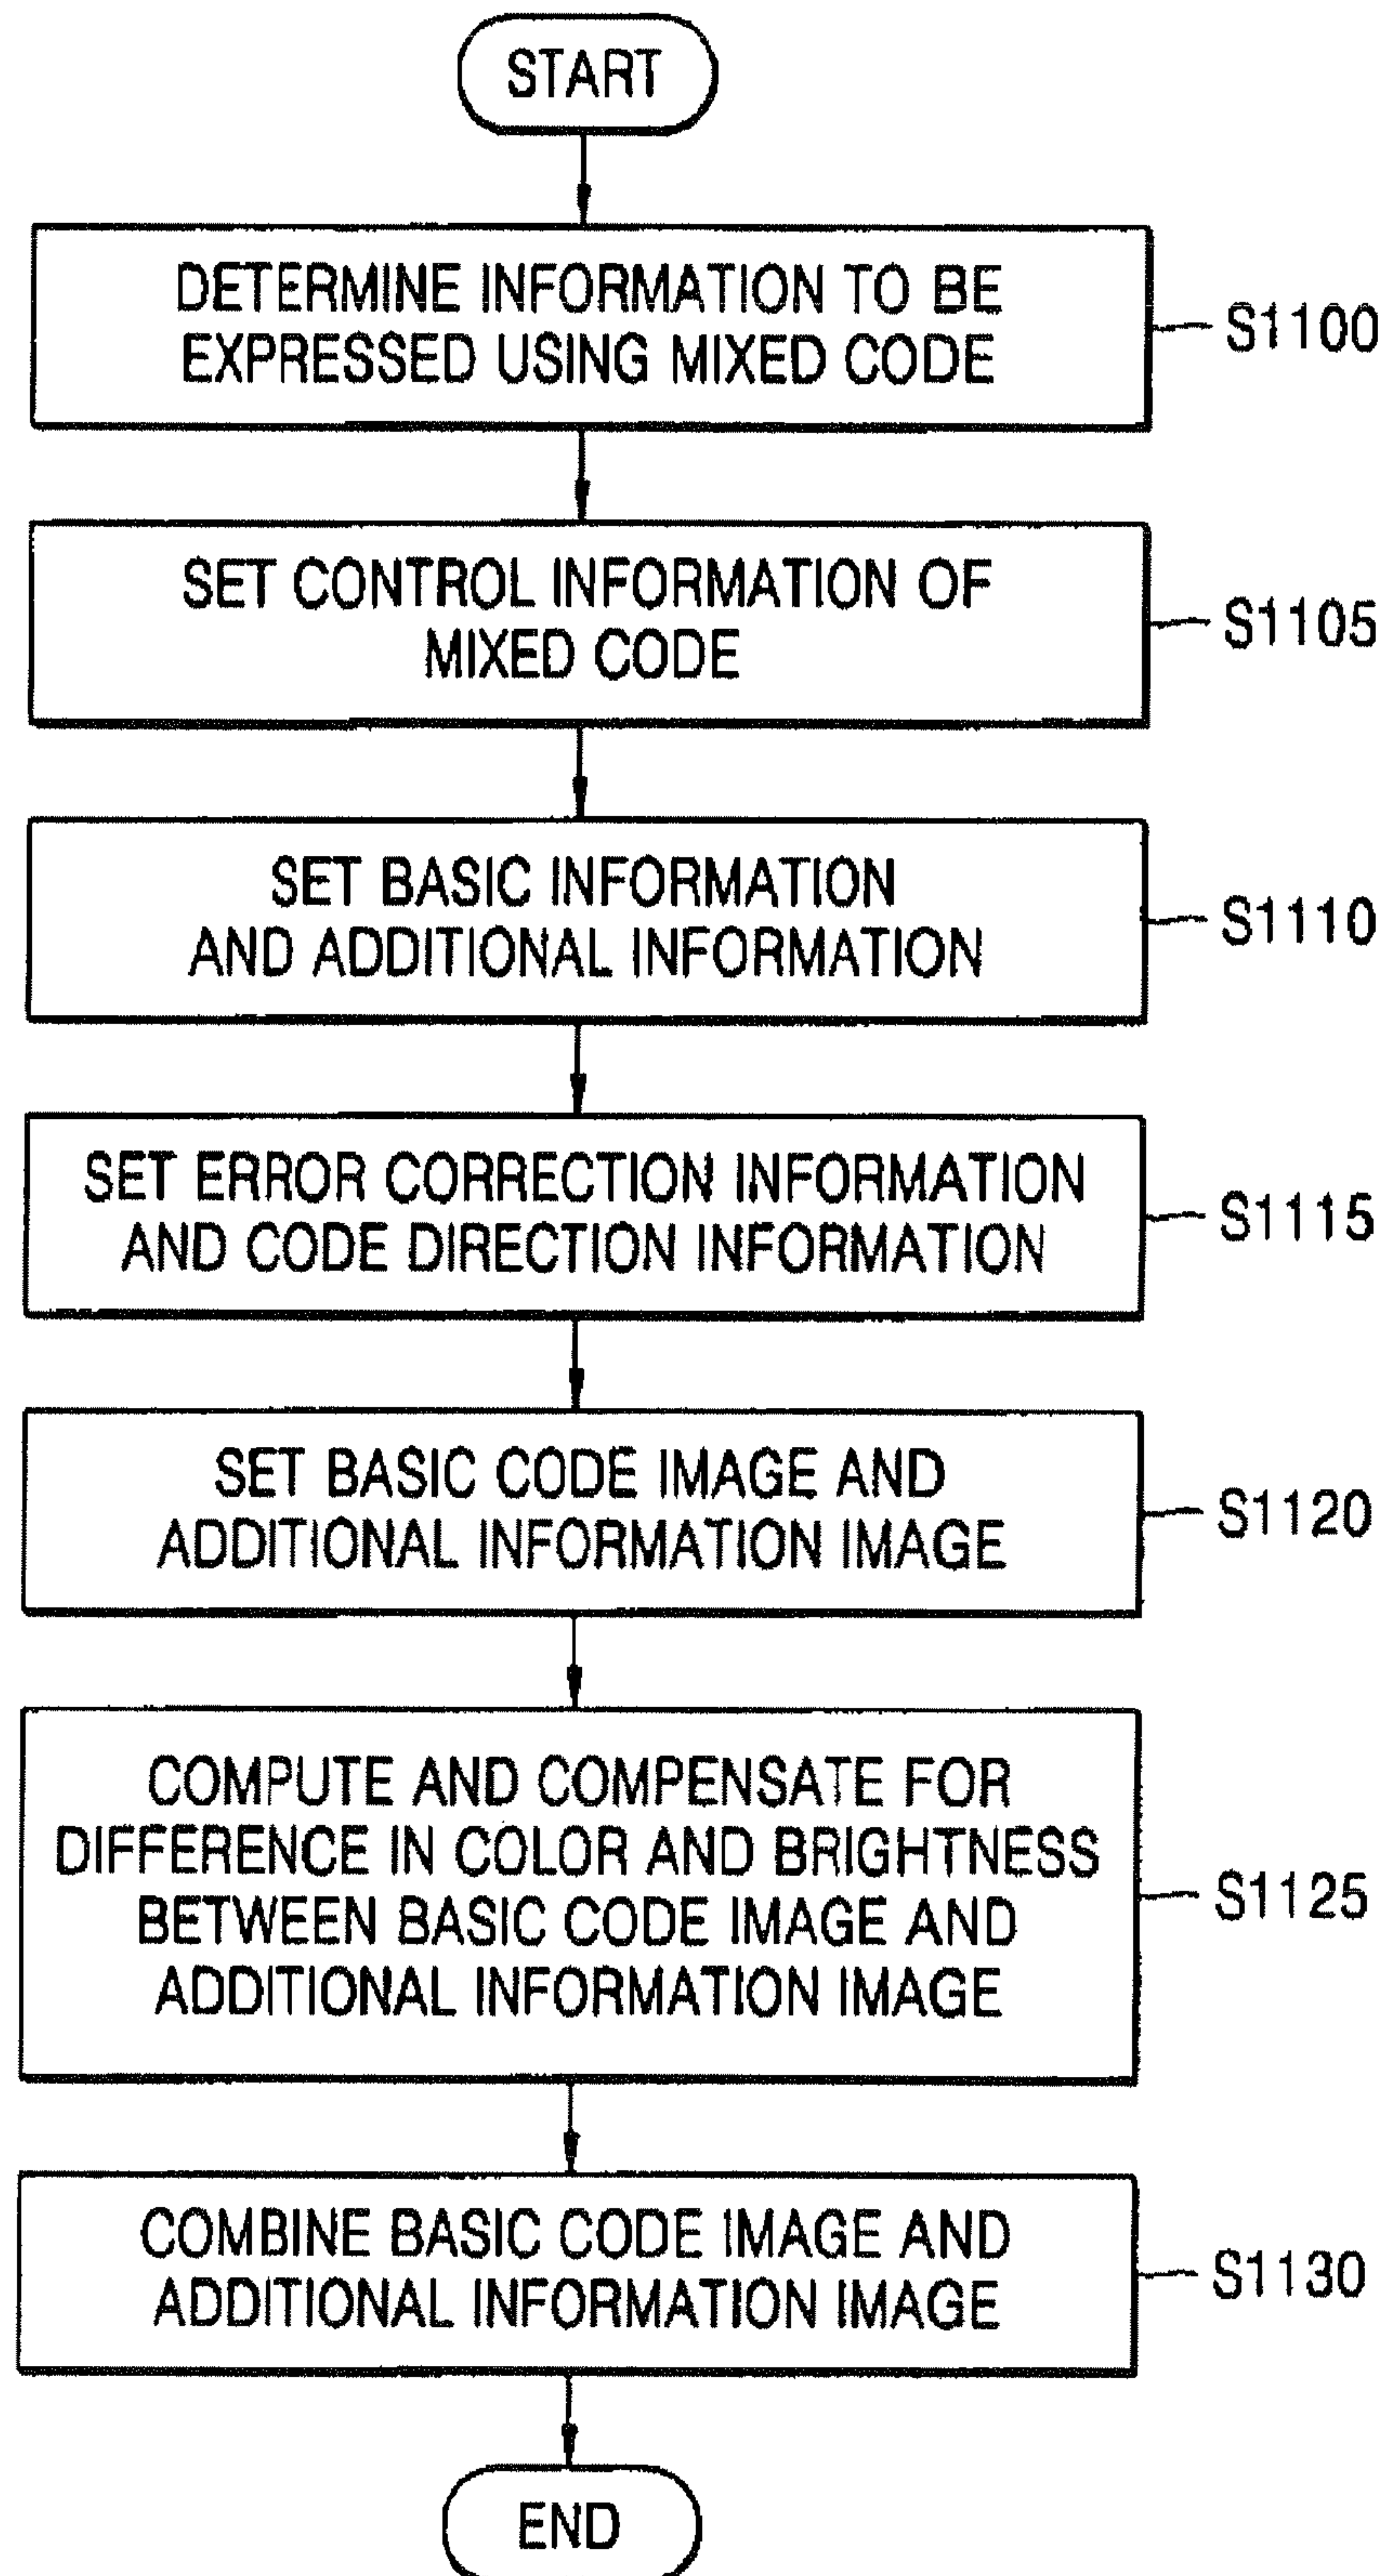 START
DETERMINE INFORMATION TO BE
EXPRESSED USING MIXED CODE
S1100
SET CONTROL INFORMATION OF
MIXED CODE
S1105
SET BASIC INFORMATION
AND ADDITIONAL INFORMATION
S1110
SET ERROR CORRECTION INFORMATION
AND CODE DIRECTION INFORMATION
S1115
SET BASIC CODE IMAGE AND
ADDITIONAL INFORMATION IMAGE
S1120
COMPUTE AND COMPENSATE FOR
DIFFERENCE IN COLOR AND BRIGHTNESS
BETWEEN BASIC CODE IMAGE AND
ADDITIONAL INFORMATION IMAGE
S1125
COMBINE BASIC CODE IMAGE AND
ADDITIONAL INFORMATION IMAGE
S1130
END